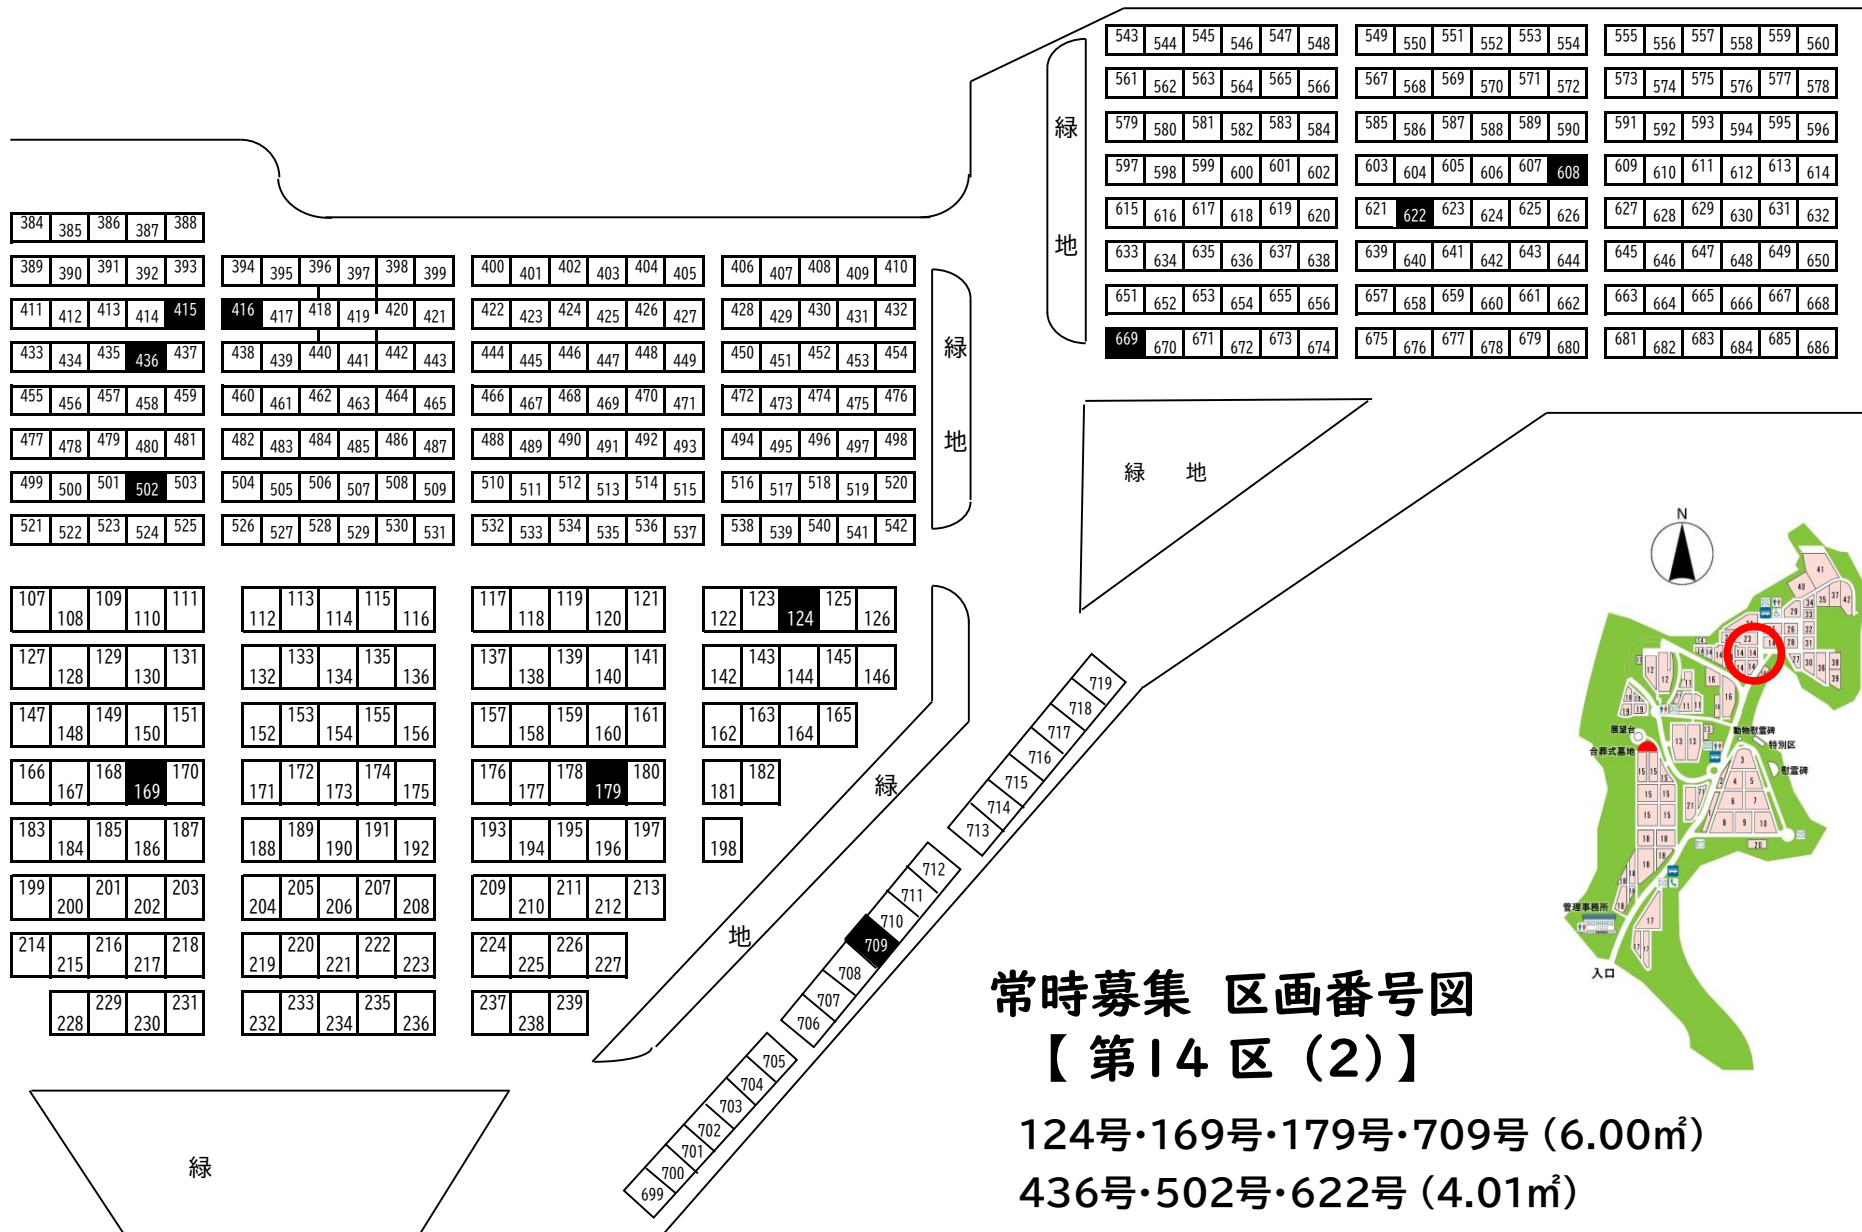 543 544 545 546 547 548 549 550 551 552 553 554 555 556 557 558 559 560
561 562 563 564 565 566 567 568 569 570 571 572 573 574 575 576 577 578
579 580 581 582 583 584 585 586 587 588 589 590 591 592 593 594 595 596
597 598 599 600 601 602 603 604 605 606 607 608 609 610 611 612 613 614
615 616 617 618 619 620 621 622 623 624 625 626 627 628 629 630 631 632
633 634 635 636 637 638 639 640 641 642 643 644 645 646 647 648 649 650
651 652 653 654 655 656 657 658 659 660 661 662 663 664 665 666 667 668
669 670 671 672 673 674 675 676 677 678 679 680 681 682 683 684 685 686
緑地
384 385 386 387 388
389 390 391 392 393 394 395 396 397 398 399 400 401 402 403 404 405 406 407 408 409 410
411 412 413 414 415 416 417 418 419 420 421 422 423 424 425 426 427 428 429 430 431 432
433 434 435 436 437 438 439 440 441 442 443 444 445 446 447 448 449 450 451 452 453 454
455 456 457 458 459 460 461 462 463 464 465 466 467 468 469 470 471 472 473 474 475 476
477 478 479 480 481 482 483 484 485 486 487 488 489 490 491 492 493 494 495 496 497 498
499 500 501 502 503 504 505 506 507 508 509 510 511 512 513 514 515 516 517 518 519 520
521 522 523 524 525 526 527 528 529 530 531 532 533 534 535 536 537 538 539 540 541 542
緑地
緑 地
107 108 109 110 111 112 113 114 115 116 117 118 119 120 121 122 123 124 125 126
127 128 129 130 131 132 133 134 135 136 137 138 139 140 141 142 143 144 145 146
147 148 149 150 151 152 153 154 155 156 157 158 159 160 161 162 163 164 165
166 167 168 169 170 171 172 173 174 175 176 177 178 179 180 181 182
183 184 185 186 187 188 189 190 191 192 193 194 195 196 197 198
199 200 201 202 203 204 205 206 207 208 209 210 211 212 213
214 215 216 217 218 219 220 221 222 223 224 225 226 227
228 229 230 231 232 233 234 235 236 237 238 239
緑地
719
718
717
716
715
714
713
712
711
710
709
708
707
706
705
704
703
702
701
700
699
緑
N
展望台
合葬式墓地
動物慰霊碑
特別区
慰霊碑
管理事務所
入口
常時募集 区画番号図
【 第14 区 (2)】
124号・169号・179号・709号 (6.00㎡)
436号・502号・622号 (4.01㎡)